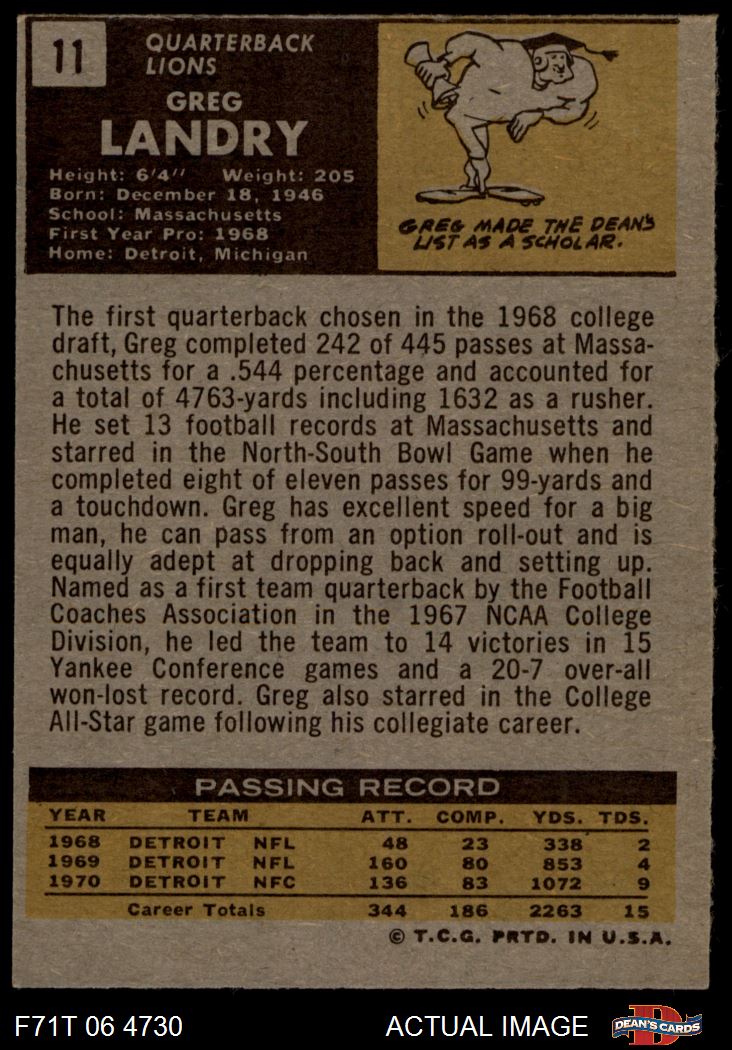 11
QUARTERBACK
LIONS
GREG
LANDRY
Height: 6'4'' Weight: 205
Born: December 18, 1946
School: Massachusetts
First Year Pro: 1968
Home: Detroit, Michigan
GREG MADE THE DEAN'S
LIST AS A SCHOLAR.
The first quarterback chosen in the 1968 college
draft, Greg completed 242 of 445 passes at Massa-
chusetts for a .544 percentage and accounted for
a total of 4763-yards including 1632 as a rusher.
He set 13 football records at Massachusetts and
starred in the North-South Bowl Game when he
completed eight of eleven passes for 99-yards and
a touchdown. Greg has excellent speed for a big
man, he can pass from an option roll-out and is
equally adept at dropping back and setting up.
Named as a first team quarterback by the Football
Coaches Association in the 1967 NCAA College
Division, he led the team to 14 victories in 15
Yankee Conference games and a 20-7 over-all
won-lost record. Greg also starred in the College
All-Star game following his collegiate career.
PASSING RECORD
YEAR TEAM ATT. COMP. YDS. TDS.
1968 DETROIT NFL 48 23 338 2
1969 DETROIT NFL 160 80 853 4
1970 DETROIT NFC 136 83 1072 9
Career Totals 344 186 2263 15
© T.C.G. PRTD. IN U.S.A.
F71T 06 4730 ACTUAL IMAGE D DEAN'S CARDS